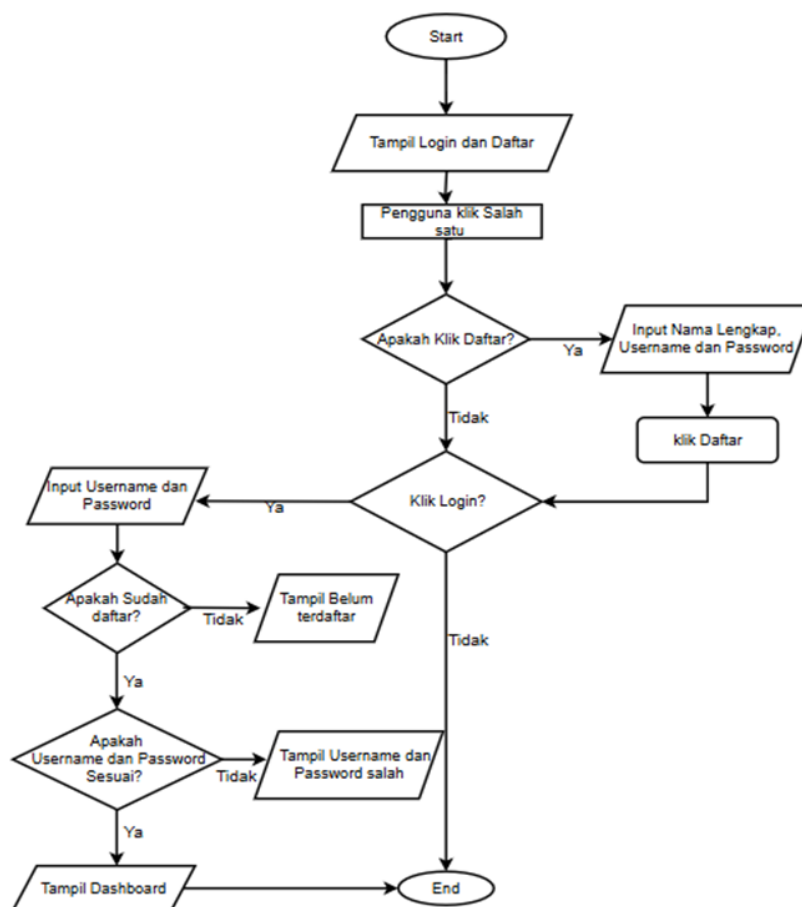 Start
Tampil Login dan Daftar
Pengguna klik Salah
satu
Apakah Klik Daftar?
Ya
Input Nama Lengkap,
Username dan Password
Tidak
klik Daftar
Input Username dan
Password
Ya
Klik Login?
Apakah Sudah
daftar?
Tidak
Tampil Belum
terdaftar
Tidak
Ya
Apakah
Username dan Password
Sesuai?
Tidak
Tampil Username dan
Password salah
Ya
Tampil Dashboard
End